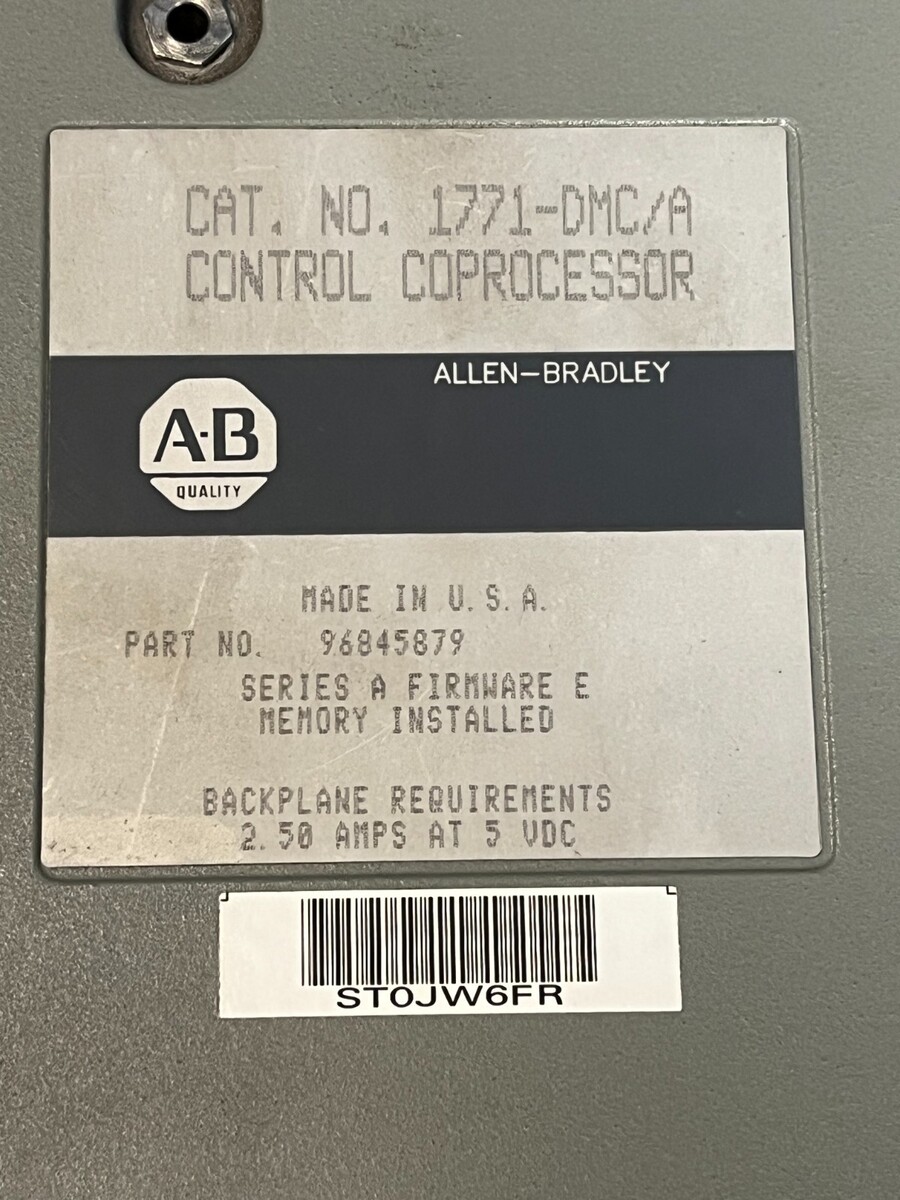 CAT. NO. 1771-DMC/A
CONTROL COPROCESSOR
ALLEN-BRADLEY
A-B
QUALITY
MADE IN U.S.A.
PART NO. 96845879
SERIES A FIRMWARE E
MEMORY INSTALLED
BACKPLANE REQUIREMENTS
2.50 AMPS AT 5 VDC
ST0JW6FR